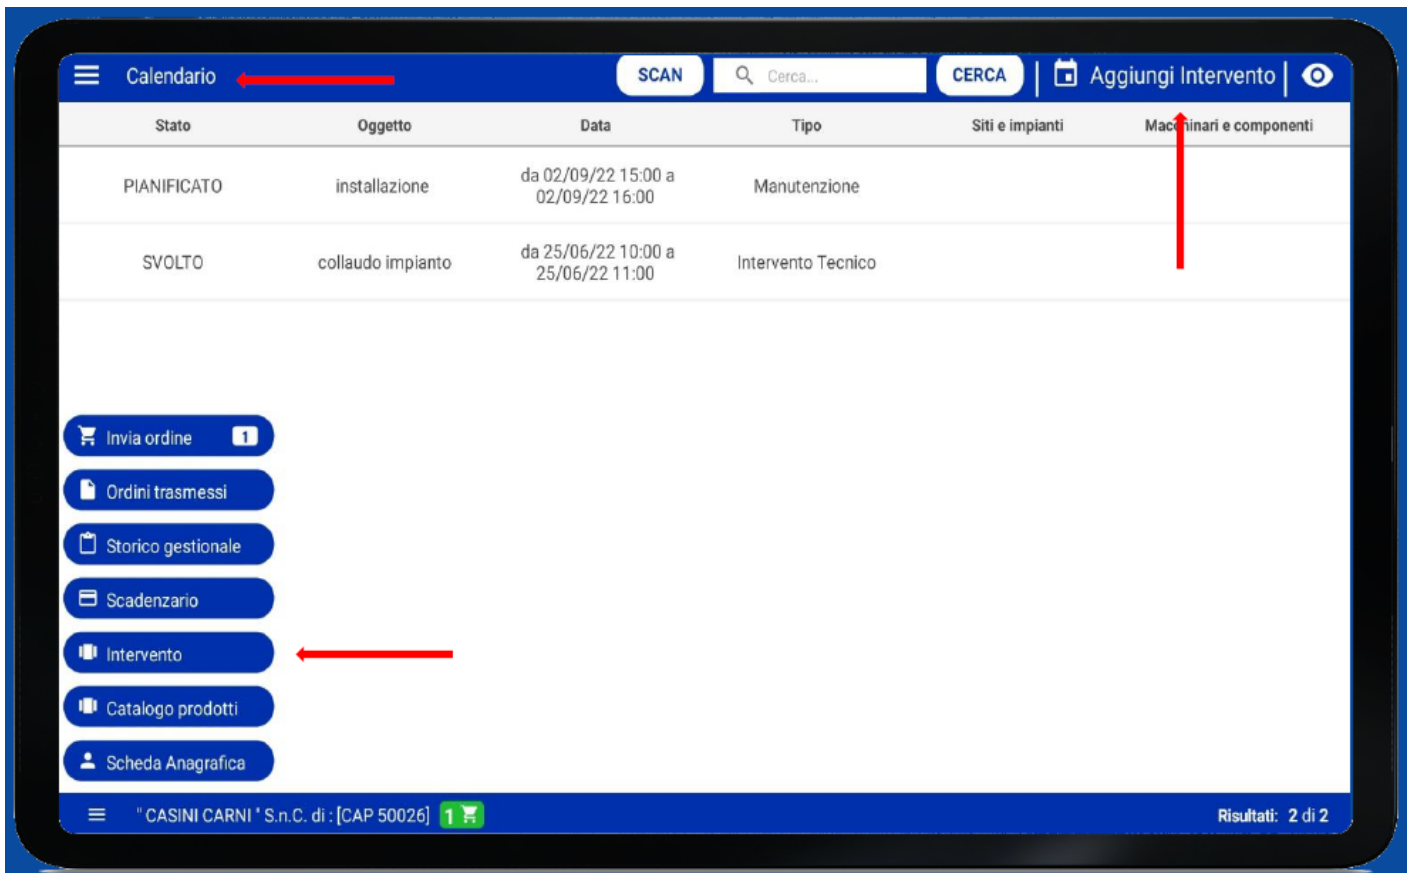 Calendario
SCAN
Cerca...
CERCA
Aggiungi Intervento
Stato Oggetto Data Tipo Siti e impianti Macchinari e componenti
PIANIFICATO installazione da 02/09/22 15:00 a Manutenzione
02/09/22 16:00
SVOLTO collaudo impianto da 25/06/22 10:00 a Intervento Tecnico
25/06/22 11:00
Invia ordine 1
Ordini trasmessi
Storico gestionale
Scadenzario
Intervento
Catalogo prodotti
Scheda Anagrafica
" CASINI CARNI " S.n.C. di : [CAP 50026] 1
Risultati: 2 di 2